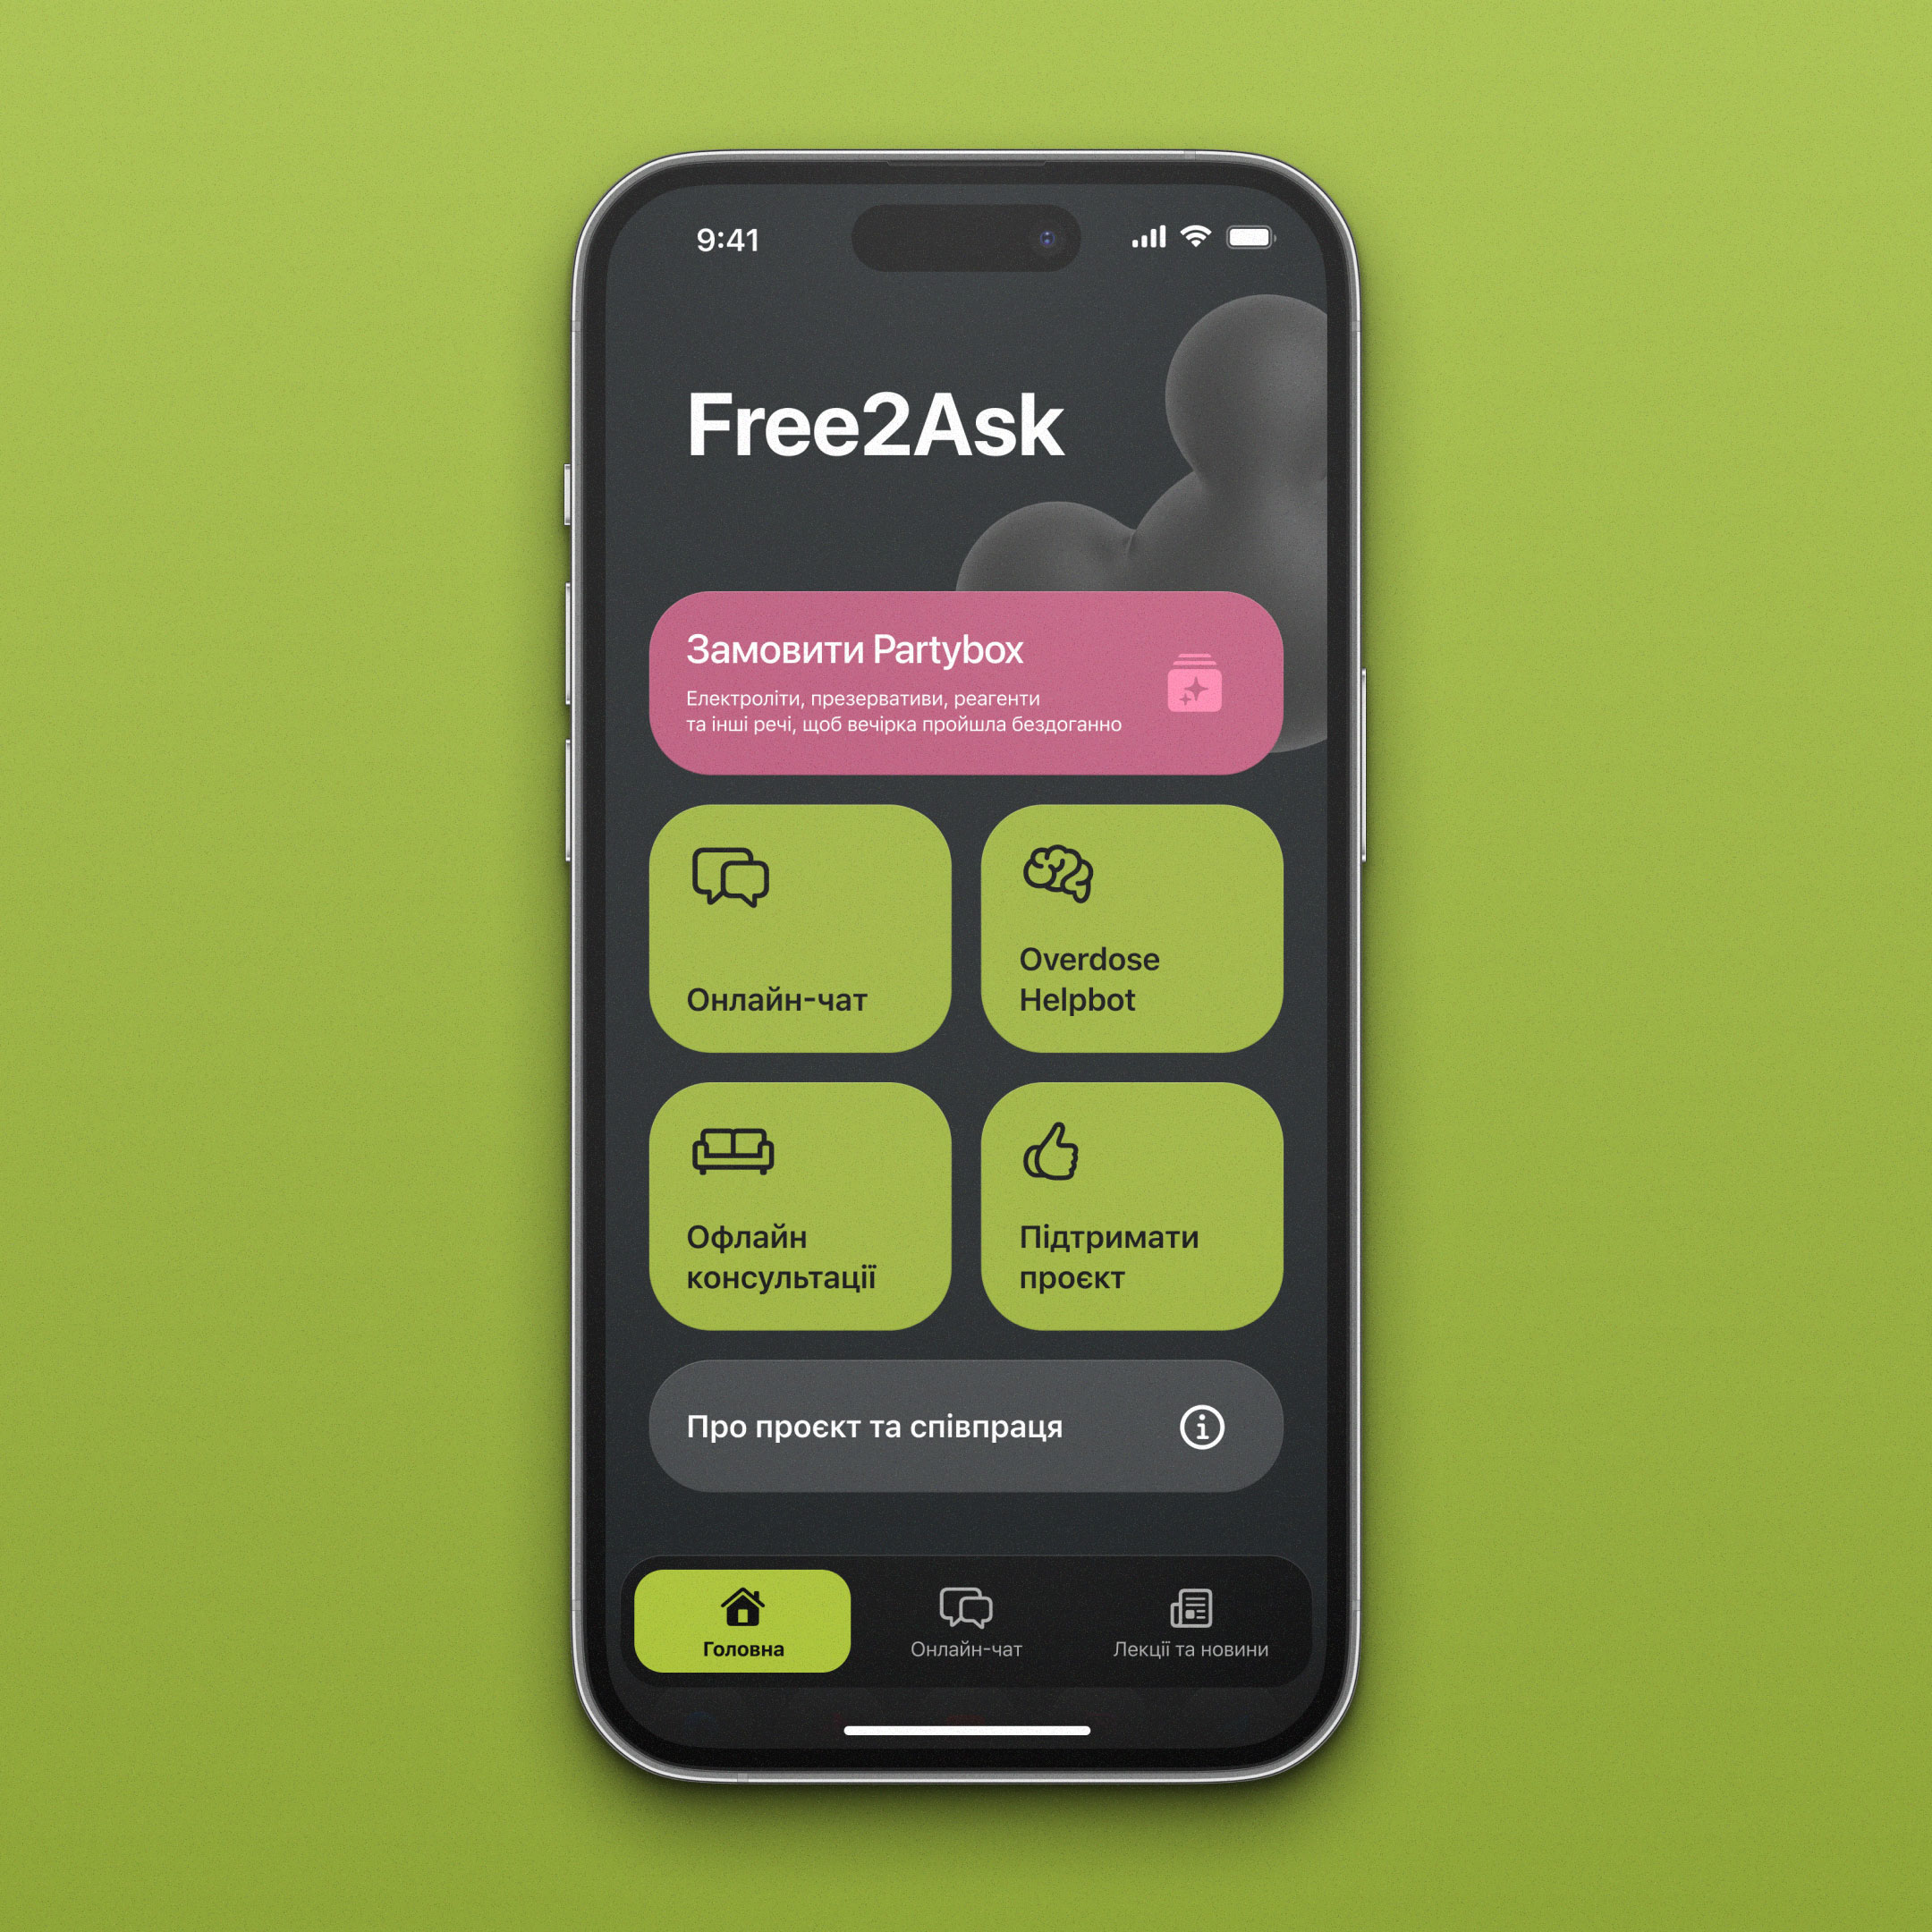 9:41
Free2Ask
Замовити Partybox
Електроліти, презервативи, реагенти
та інші речі, щоб вечірка пройшла бездоганно
Онлайн-чат
Overdose
Helpbot
Офлайн
консультації
Підтримати
проєкт
Про проєкт та співпраця
Головна
Онлайн-чат
Лекції та новини